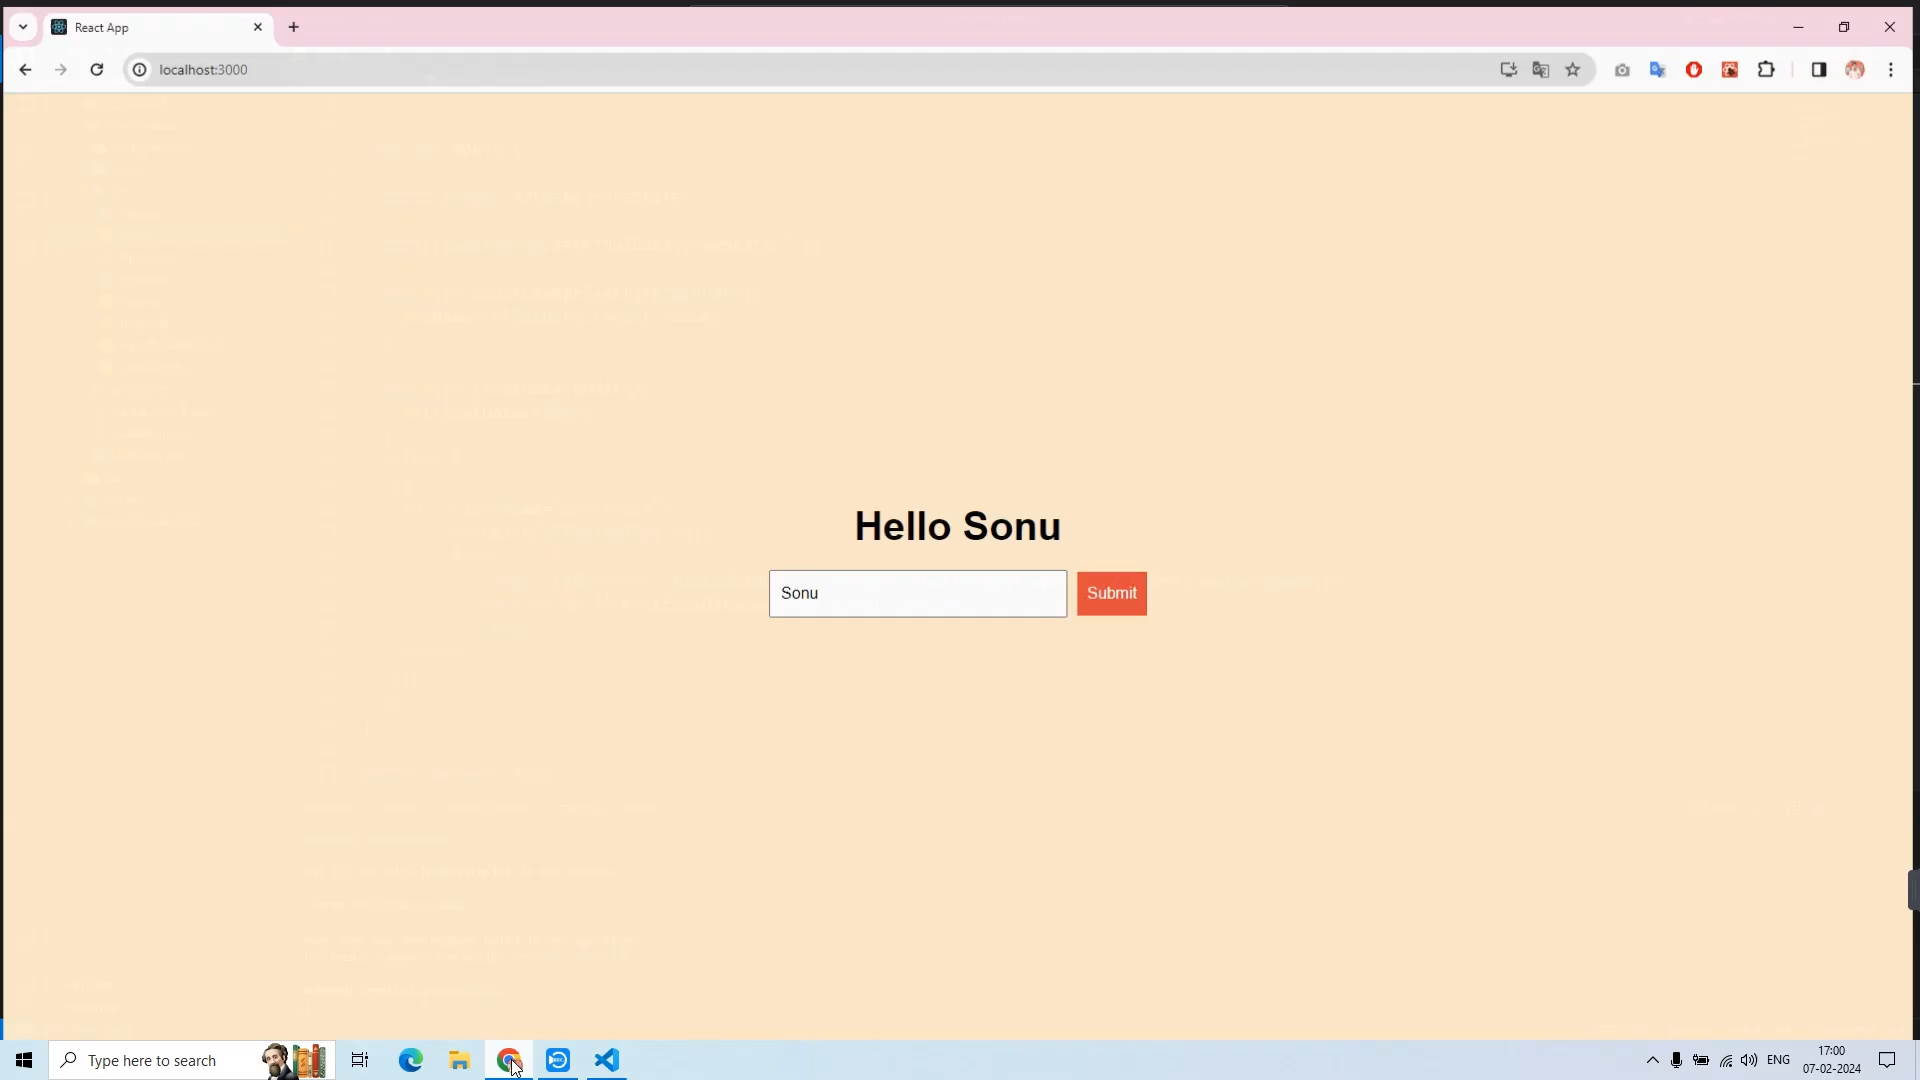 React App
localhost:3000
Hello Sonu
Sonu
Submit
Type here to search
ENG
17:00
07-02-2024